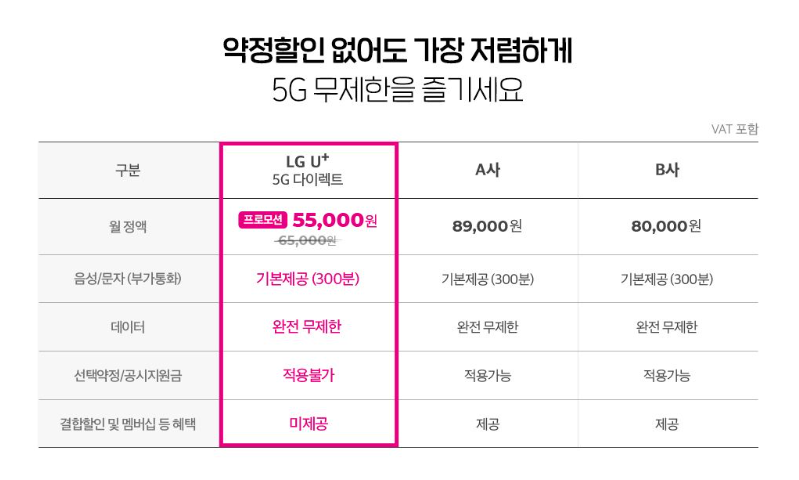 약정할인 없어도 가장 저렴하게
5G 무제한을 즐기세요
VAT 포함
구분 LG U+ 5G 다이렉트 A사 B사
월 정액 프로모션 55,000원 65,000원 89,000원 80,000원
음성/문자 (부가통화) 기본제공 (300분) 기본제공 (300분) 기본제공 (300분)
데이터 완전 무제한 완전 무제한 완전 무제한
선택약정/공시지원금 적용불가 적용가능 적용가능
결합할인 및 멤버십 등 혜택 미제공 제공 제공